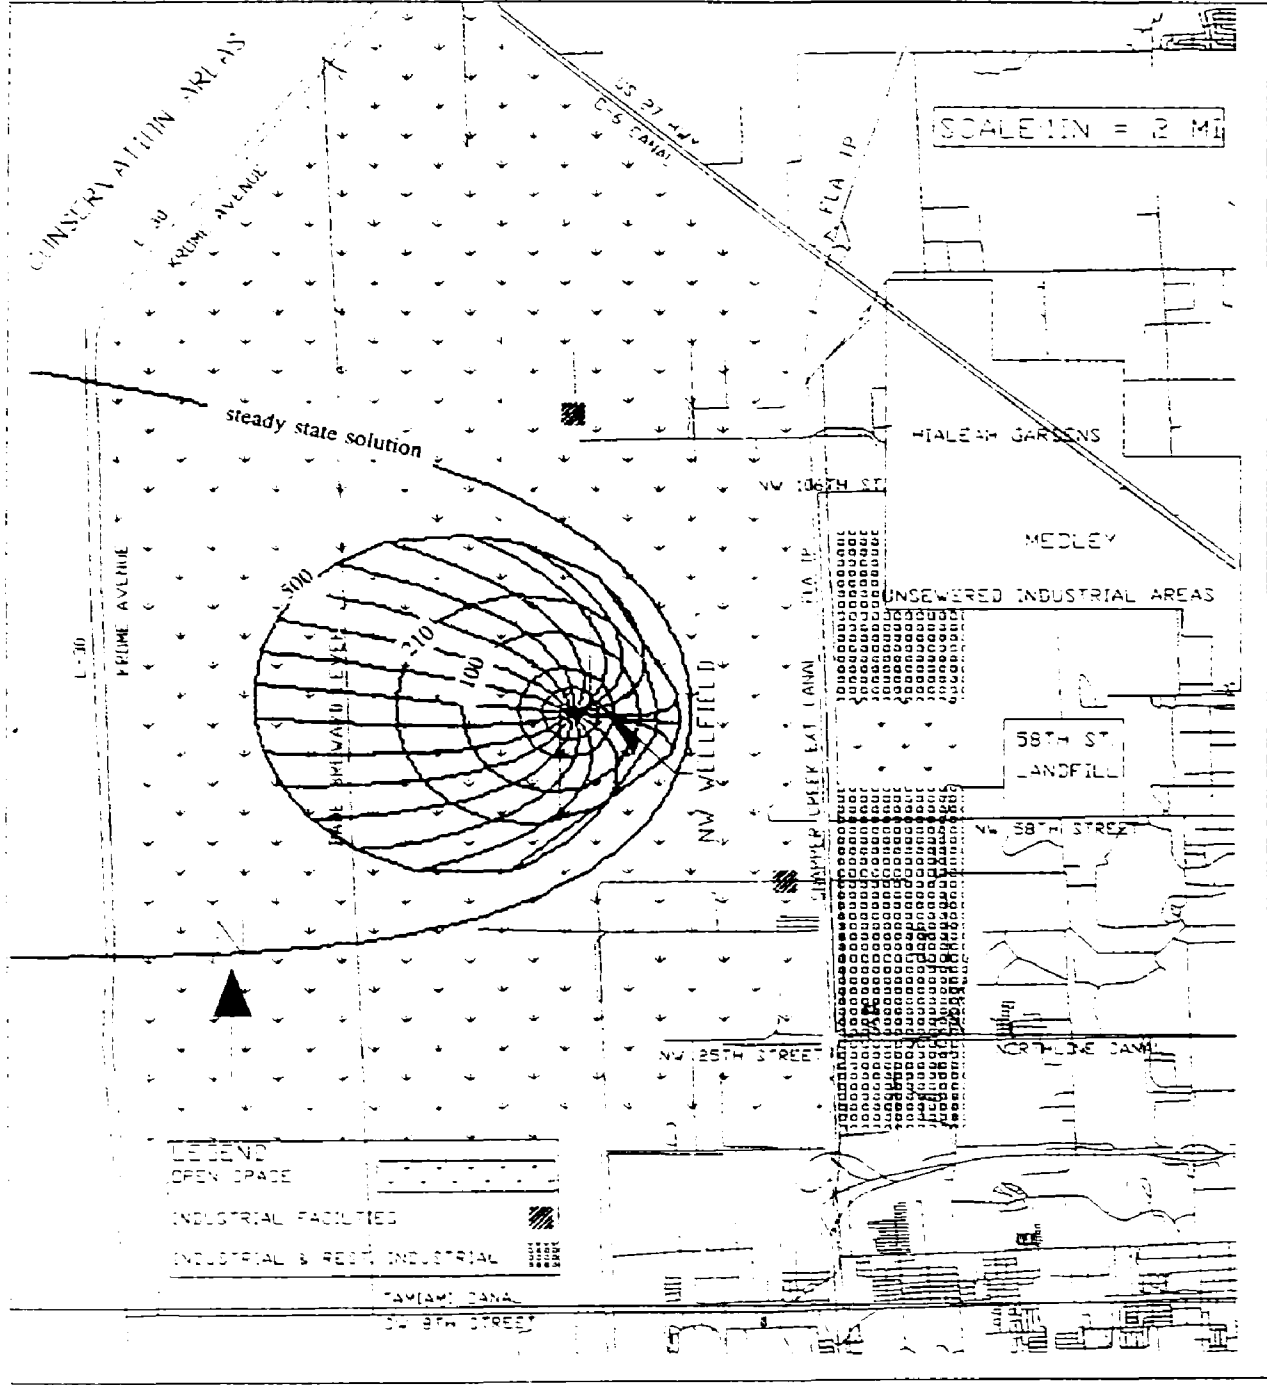 CONSERVATION AREAS
L-30
KROME AVENUE
US 27 HWY
C-6 CANAL
FLA TP
SCALE 1IN = 2 MI
steady state solution
HIALEAH GARDENS
NW 106TH ST
MEDLEY
FLA TP
UNSEWERED INDUSTRIAL AREAS
500
210
100
L-30
KROME AVENUE
LEVEE
NW WELLFIELD
SNAPPER CREEK EXT CANAL
58TH ST.
LANDFILL
NW 58TH STREET
NW 25TH STREET
NORTHLINE CANAL
LEGEND
OPEN SPACE
INDUSTRIAL FACILITIES
INDUSTRIAL & REST. INDUSTRIAL
TAMIAMI CANAL
SW 8TH STREET